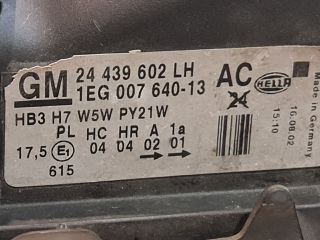 GM 24 439 602 LH AC HELLA
1EG 007 640-13 24
HB3 H7 W5W PY21W
PL HC HR A 1a
17,5 E1 04 04 02 01
615
15:10
16.08.02
Made in Germany